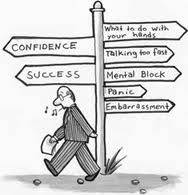 What to do with
your hands
CONFIDENCE
Talking too fast
SUCCESS
Mental Block
Panic
Embarrassment